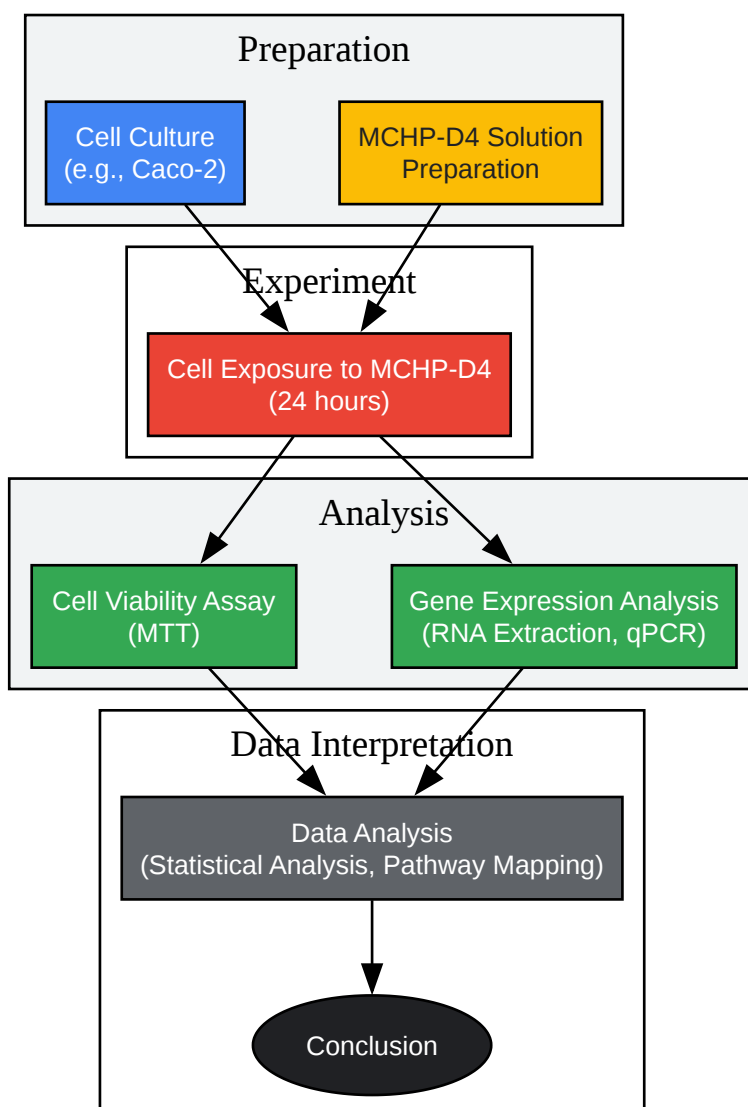 Preparation
Cell Culture
(e.g., Caco-2)
MCHP-D4 Solution
Preparation
Experiment
Cell Exposure to MCHP-D4
(24 hours)
Analysis
Cell Viability Assay
(MTT)
Gene Expression Analysis
(RNA Extraction, qPCR)
Data Interpretation
Data Analysis
(Statistical Analysis, Pathway Mapping)
Conclusion